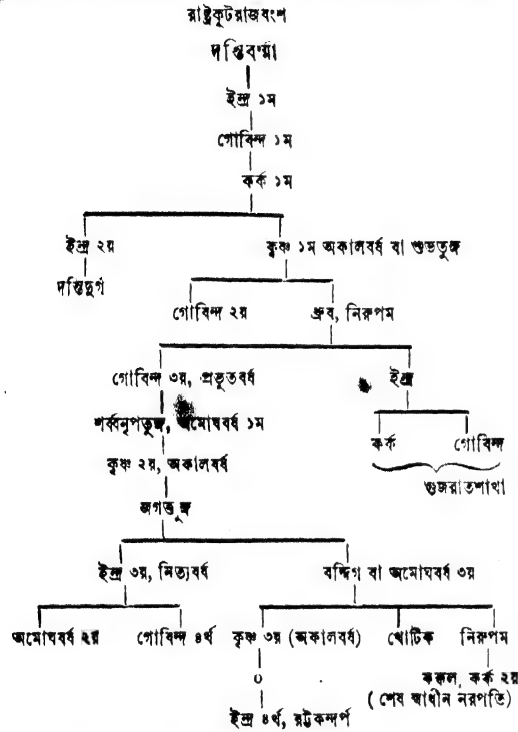 রাষ্ট্রকূটরাজবংশ
দন্তিবর্ম্মা
ইন্দ্র ১ম
গোবিন্দ ১ম
কর্ক ১ম
ইন্দ্র ২য় কৃষ্ণ ১ম অকালবর্ষ বা শুভতুঙ্গ
দন্তিদুর্গ
গোবিন্দ ২য় ধ্রুব, নিরুপম
গোবিন্দ ৩য়, প্রভূতবর্ষ ইন্দ্র
শর্ব্বনৃপতুঙ্গ, অমোঘবর্ষ ১ম কর্ক গোবিন্দ
কৃষ্ণ ২য়, অকালবর্ষ
গুজরাতশাখা
জগত্তুঙ্গ
ইন্দ্র ৩য়, নিত্যবর্ষ বদ্দিগ বা অমোঘবর্ষ ৩য়
অমোঘবর্ষ ২য় গোবিন্দ ৪র্থ কৃষ্ণ ৩য় (অকালবর্ষ) খোটিক নিরুপম
০ কক্কল, কর্ক ২য়
(শেষ স্বাধীন নরপতি)
ইন্দ্র ৪র্থ, রট্টকন্দর্প